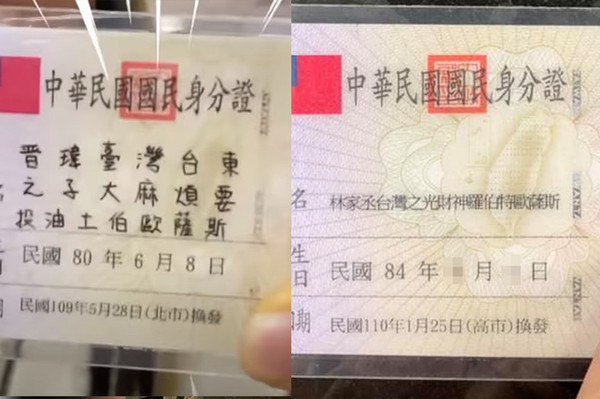 中華民國國民身分證
名
晉瑋臺灣台東
之子大麻煩要
投油土伯歐薩斯
民國 80 年 6 月 8 日
期
民國109年5月28日(北市)換發
中華民國國民身分證
名
林家丞台灣之光財神羅伯特歐薩斯
生
日
民國 84 年 月 日
期
民國110年1月25日(高市)換發